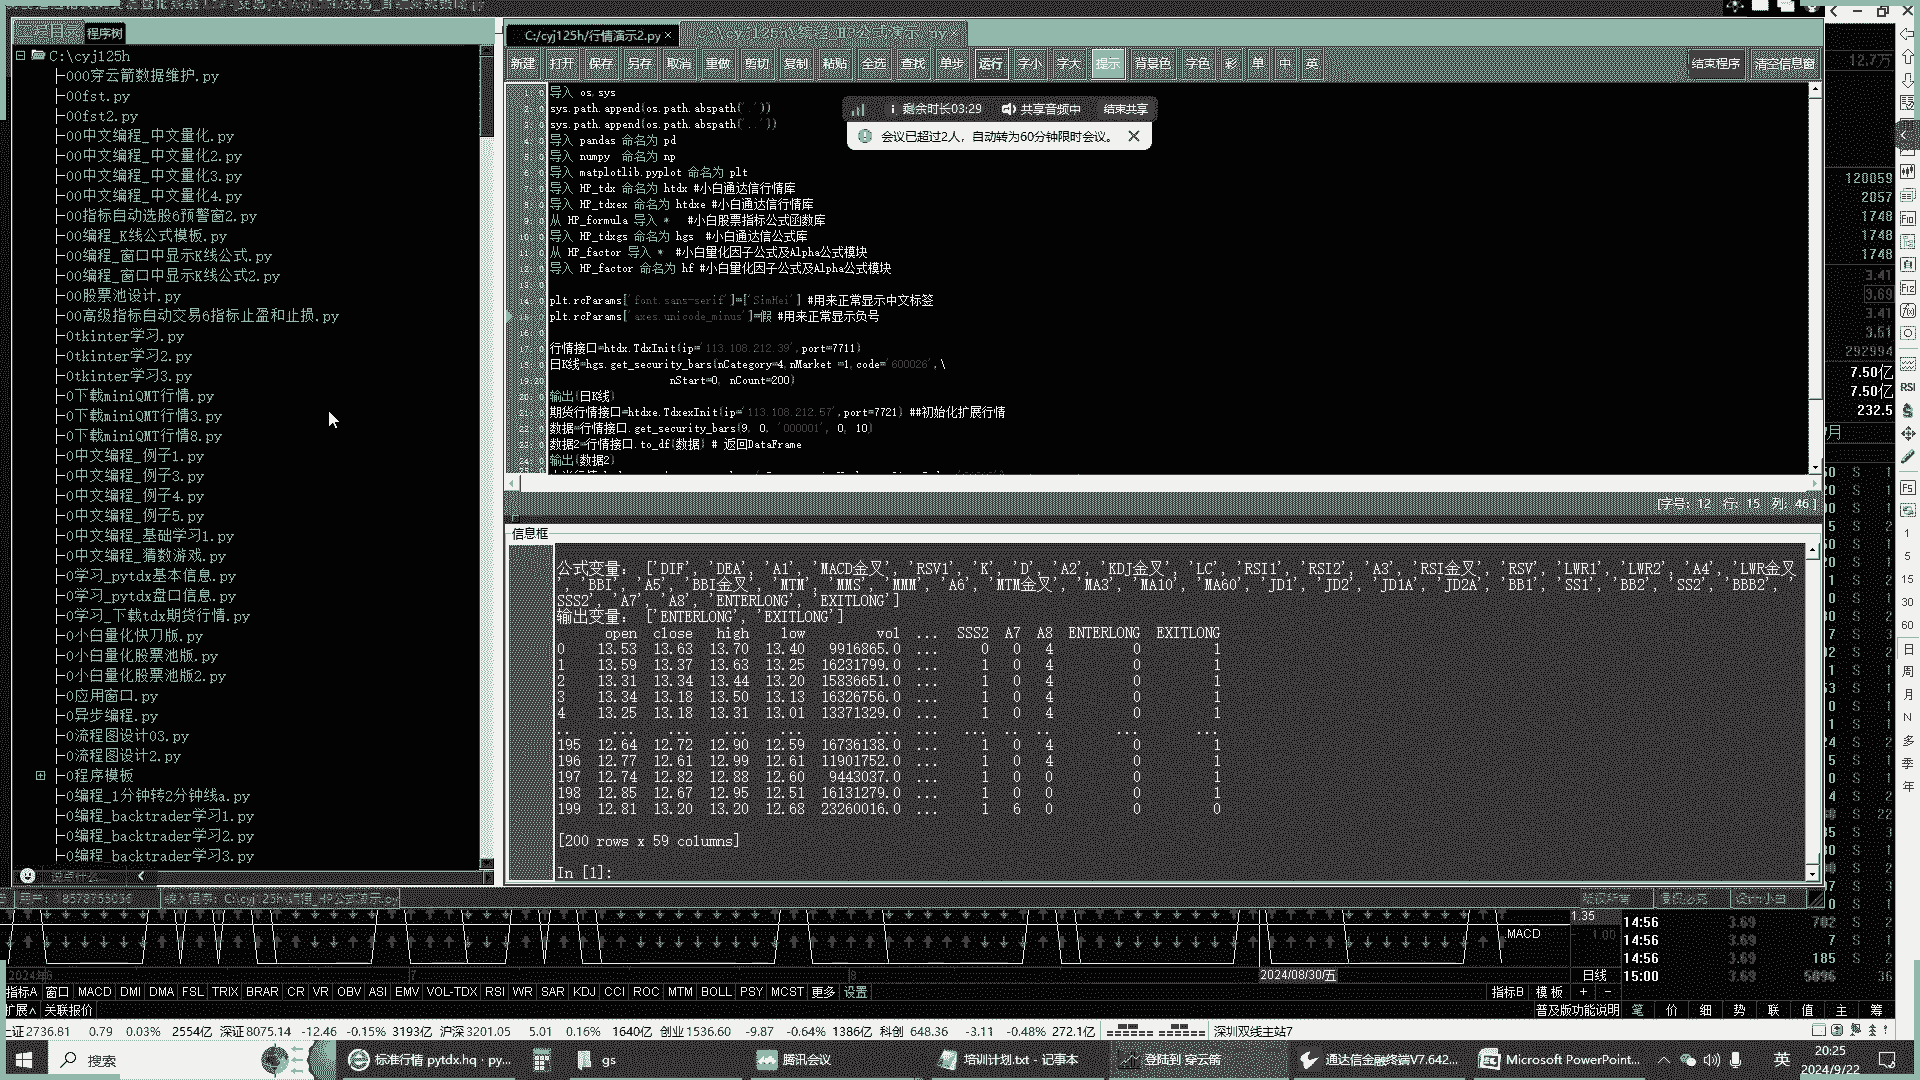 程序树
C:\cyj125h
000穿云箭数据维护.py
00fst.py
00fst2.py
00中文编程_中文量化.py
00中文编程_中文量化2.py
00中文编程_中文量化3.py
00中文编程_中文量化4.py
00指标自动选股6预警窗2.py
00编程_K线公式模板.py
00编程_窗口中显示K线公式.py
00编程_窗口中显示K线公式2.py
00股票池设计.py
00高级指标自动交易6指标止盈和止损.py
0tkinter学习.py
0tkinter学习2.py
0tkinter学习3.py
0下载miniQMT行情.py
0下载miniQMT行情3.py
0下载miniQMT行情8.py
0中文编程_例子1.py
0中文编程_例子3.py
0中文编程_例子4.py
0中文编程_例子5.py
0中文编程_基础学习1.py
0中文编程_猜数游戏.py
0学习_pytdx基本信息.py
0学习_pytdx盘口信息.py
0学习_下载tdx期货行情.py
0小白量化快刀版.py
0小白量化股票池版.py
0小白量化股票池版2.py
0应用窗口.py
0异步编程.py
0流程图设计03.py
0流程图设计2.py
0程序模板
0编程_1分钟转2分钟线a.py
0编程_backtrader学习1.py
0编程_backtrader学习2.py
0编程_backtrader学习3.py
C:/cyj125h/行情演示2.py ×
新建 打开 保存 另存 取消 重做 剪切 复制 粘贴 全选 查找 单步 运行 字小 字大 提示 背景色 字色 彩 单 中 英 结束程序 清空信息窗
剩余时长03:29 共享音频中 结束共享
会议已超过2人，自动转为60分钟限时会议。
导入 os,sys
sys.path.append(os.path.abspath('.'))
sys.path.append(os.path.abspath('..'))
导入 pandas 命名为 pd
导入 numpy 命名为 np
导入 matplotlib.pyplot 命名为 plt
导入 HP_tdx 命名为 htdx #小白通达信行情库
导入 HP_tdxex 命名为 htdxe #小白通达信行情库
从 HP_formula 导入 * #小白股票指标公式函数库
导入 HP_tdxgs 命名为 hgs #小白通达信公式库
从 HP_factor 导入 * #小白量化因子公式及Alpha公式模块
导入 HP_factor 命名为 hf #小白量化因子公式及Alpha公式模块
plt.rcParams['font.sans-serif']=['SimHei'] #用来正常显示中文标签
plt.rcParams['axes.unicode_minus']=假 #用来正常显示负号
行情接口=htdx.TdxInit(ip='113.108.212.39',port=7711)
日K线=hgs.get_security_bars(nCategory=4,nMarket =1,code='600026',\
nStart=0, nCount=200)
输出(日K线)
期货行情接口=htdxe.TdxexInit(ip='113.108.212.57',port=7721) ##初始化扩展行情
数据=行情接口.get_security_bars(9, 0, '000001', 0, 10)
数据2=行情接口.to_df(数据) # 返回DataFrame
输出(数据2)
[字号: 12 行: 15 列: 46]
信息框
公式变量: ['DIF', 'DEA', 'A1', 'MACD金叉', 'RSV1', 'K', 'D', 'A2', 'KDJ金叉', 'LC', 'RSI1', 'RSI2', 'A3', 'RSI金叉', 'RSV', 'LWR1', 'LWR2', 'A4', 'LWR金叉
', 'BBI', 'A5', 'BBI金叉', 'MTM', 'MMS', 'MMM', 'A6', 'MTM金叉', 'MA3', 'MA10', 'MA60', 'JD1', 'JD2', 'JD1A', 'JD2A', 'BB1', 'SS1', 'BB2', 'SS2', 'BBB2', '
SSS2', 'A7', 'A8', 'ENTERLONG', 'EXITLONG']
输出变量: ['ENTERLONG', 'EXITLONG']
open close high low vol ... SSS2 A7 A8 ENTERLONG EXITLONG
0 13.53 13.63 13.70 13.40 9916865.0 ... 0 0 4 0 1
1 13.59 13.37 13.63 13.25 16231799.0 ... 1 0 4 0 1
2 13.31 13.34 13.44 13.20 15836651.0 ... 1 0 4 0 1
3 13.34 13.18 13.50 13.13 16326756.0 ... 1 0 4 0 1
4 13.25 13.18 13.31 13.01 13371329.0 ... 1 0 4 0 1
.. ... ... ... ... ... ... ... .. .. ... ...
195 12.64 12.72 12.90 12.59 16736138.0 ... 1 0 4 0 1
196 12.77 12.61 12.99 12.61 11901752.0 ... 1 0 4 0 1
197 12.74 12.82 12.88 12.60 9443037.0 ... 1 0 0 0 1
198 12.85 12.67 12.95 12.51 16131279.0 ... 1 0 0 0 1
199 12.81 13.20 13.20 12.68 23260016.0 ... 1 6 0 0 0
[200 rows x 59 columns]
In [1]:
MACD
2024/08/30/五
日线
14:56 3.69 702
14:56 3.69 7
14:56 3.69 185
15:00 3.69 5896
指标A 窗口 MACD DMI DMA FSL TRIX BRAR CR VR OBV ASI EMV VOL-TDX RSI WR SAR KDJ CCI ROC MTM BOLL PSY MCST 更多 设置
指标B 模板 + -
扩展∧ 关联报价
普及版功能说明 笔 价 细 势 联 值 主 筹
上证2736.81 0.79 0.03% 2554亿 深证8075.14 -12.46 -0.15% 3193亿 沪深3201.05 5.01 0.16% 1640亿 创业1536.60 -9.87 -0.64% 1386亿 科创 648.36 -3.11 -0.48% 272.1亿 深圳双线主站7
搜索
标准行情 pytdx.hq · py...
gs
腾讯会议
培训计划.txt - 记事本
登陆到 穿云箭
通达信金融终端V7.642...
Microsoft PowerPoint...
英
20:25
2024/9/22
120059
2057
1748
1748
1748
3.41
3.69
3.41
3.61
292994
7.50亿
7.50亿
232.5
RSI
1
5
15
30
60
日
周
月
N
多
季
年